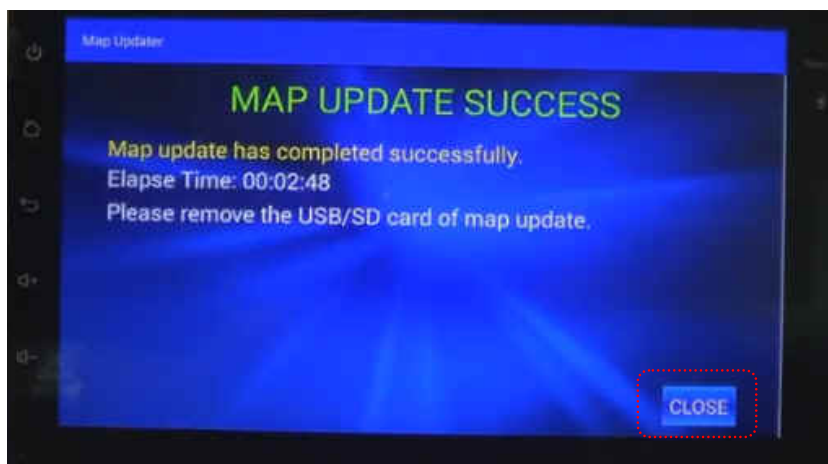 Map Updater
MAP UPDATE SUCCESS
Map update has completed successfully.
Elapse Time: 00:02:48
Please remove the USB/SD card of map update.
CLOSE